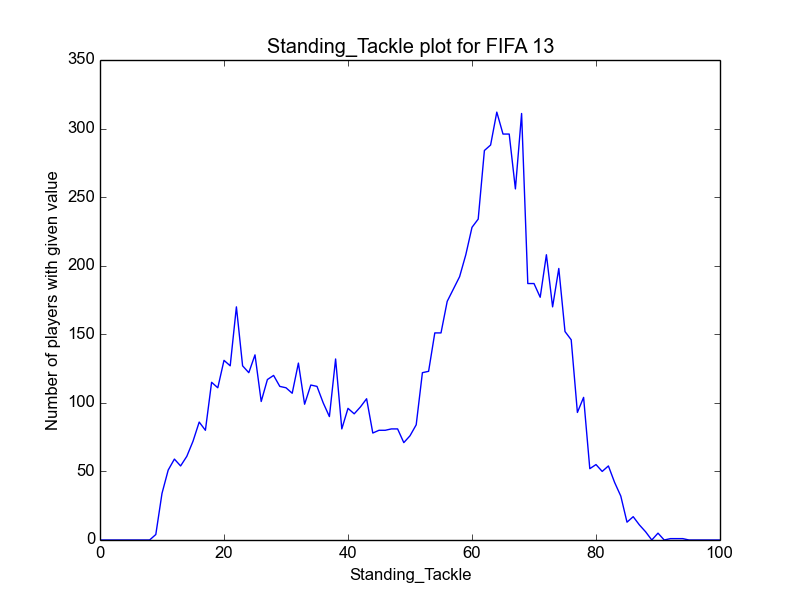 Standing_Tackle plot for FIFA 13
350
300
250
200
150
100
50
0
Number of players with given value
0 20 40 60 80 100
Standing_Tackle